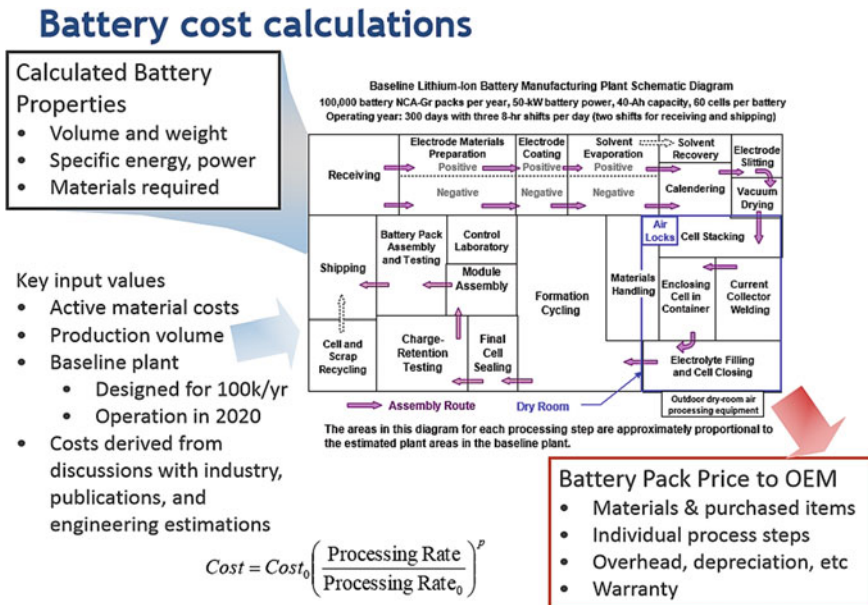 Battery cost calculations
Calculated Battery
Properties
• Volume and weight
• Specific energy, power
• Materials required
Key input values
• Active material costs
• Production volume
• Baseline plant
• Designed for 100k/yr
• Operation in 2020
• Costs derived from
discussions with industry,
publications, and
engineering estimations
Baseline Lithium-Ion Battery Manufacturing Plant Schematic Diagram
100,000 battery NCA-Gr packs per year, 50-kW battery power, 40-Ah capacity, 60 cells per battery
Operating year: 300 days with three 8-hr shifts per day (two shifts for receiving and shipping)
Receiving
Electrode Materials
Preparation
Positive
Negative
Electrode
Coating
Positive
Negative
Solvent
Evaporation
Positive
Negative
Solvent
Recovery
Calendering
Electrode
Slitting
Vacuum
Drying
Air
Locks
Cell Stacking
Shipping
Battery Pack
Assembly
and Testing
Control
Laboratory
Module
Assembly
Formation
Cycling
Materials
Handling
Enclosing
Cell in
Container
Current
Collector
Welding
Cell and
Scrap
Recycling
Charge-
Retention
Testing
Final
Cell
Sealing
Electrolyte Filling
and Cell Closing
Assembly Route
Dry Room
Outdoor dry-room air
processing equipment
The areas in this diagram for each processing step are approximately proportional to
the estimated plant areas in the baseline plant.
Battery Pack Price to OEM
• Materials & purchased items
• Individual process steps
• Overhead, depreciation, etc
• Warranty
Cost = Cost₀(Processing Rate / Processing Rate₀)ᵖ